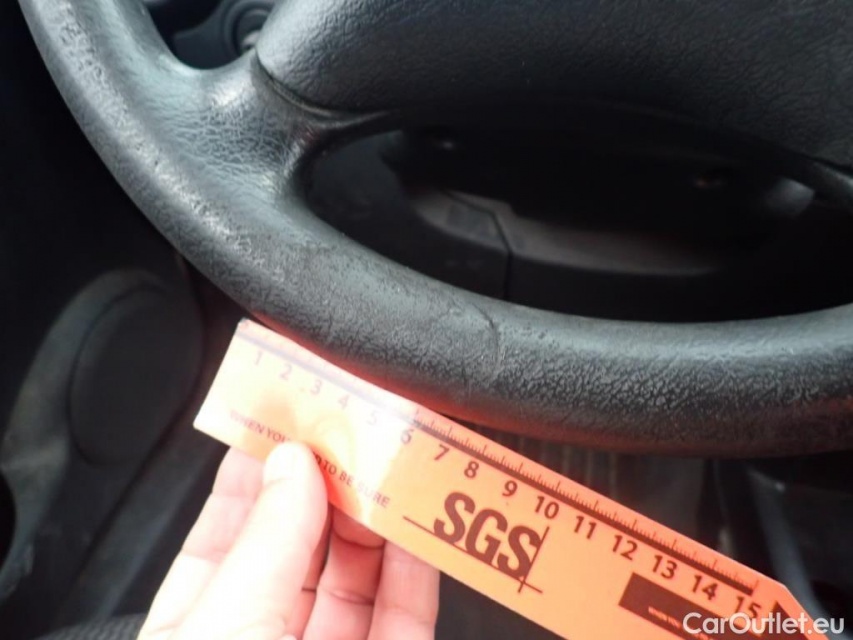 1 2 3 4 5 6 7 8 9 10 11 12 13 14 15
WHEN YOU TO BE SURE
SGS
CarOutlet.eu